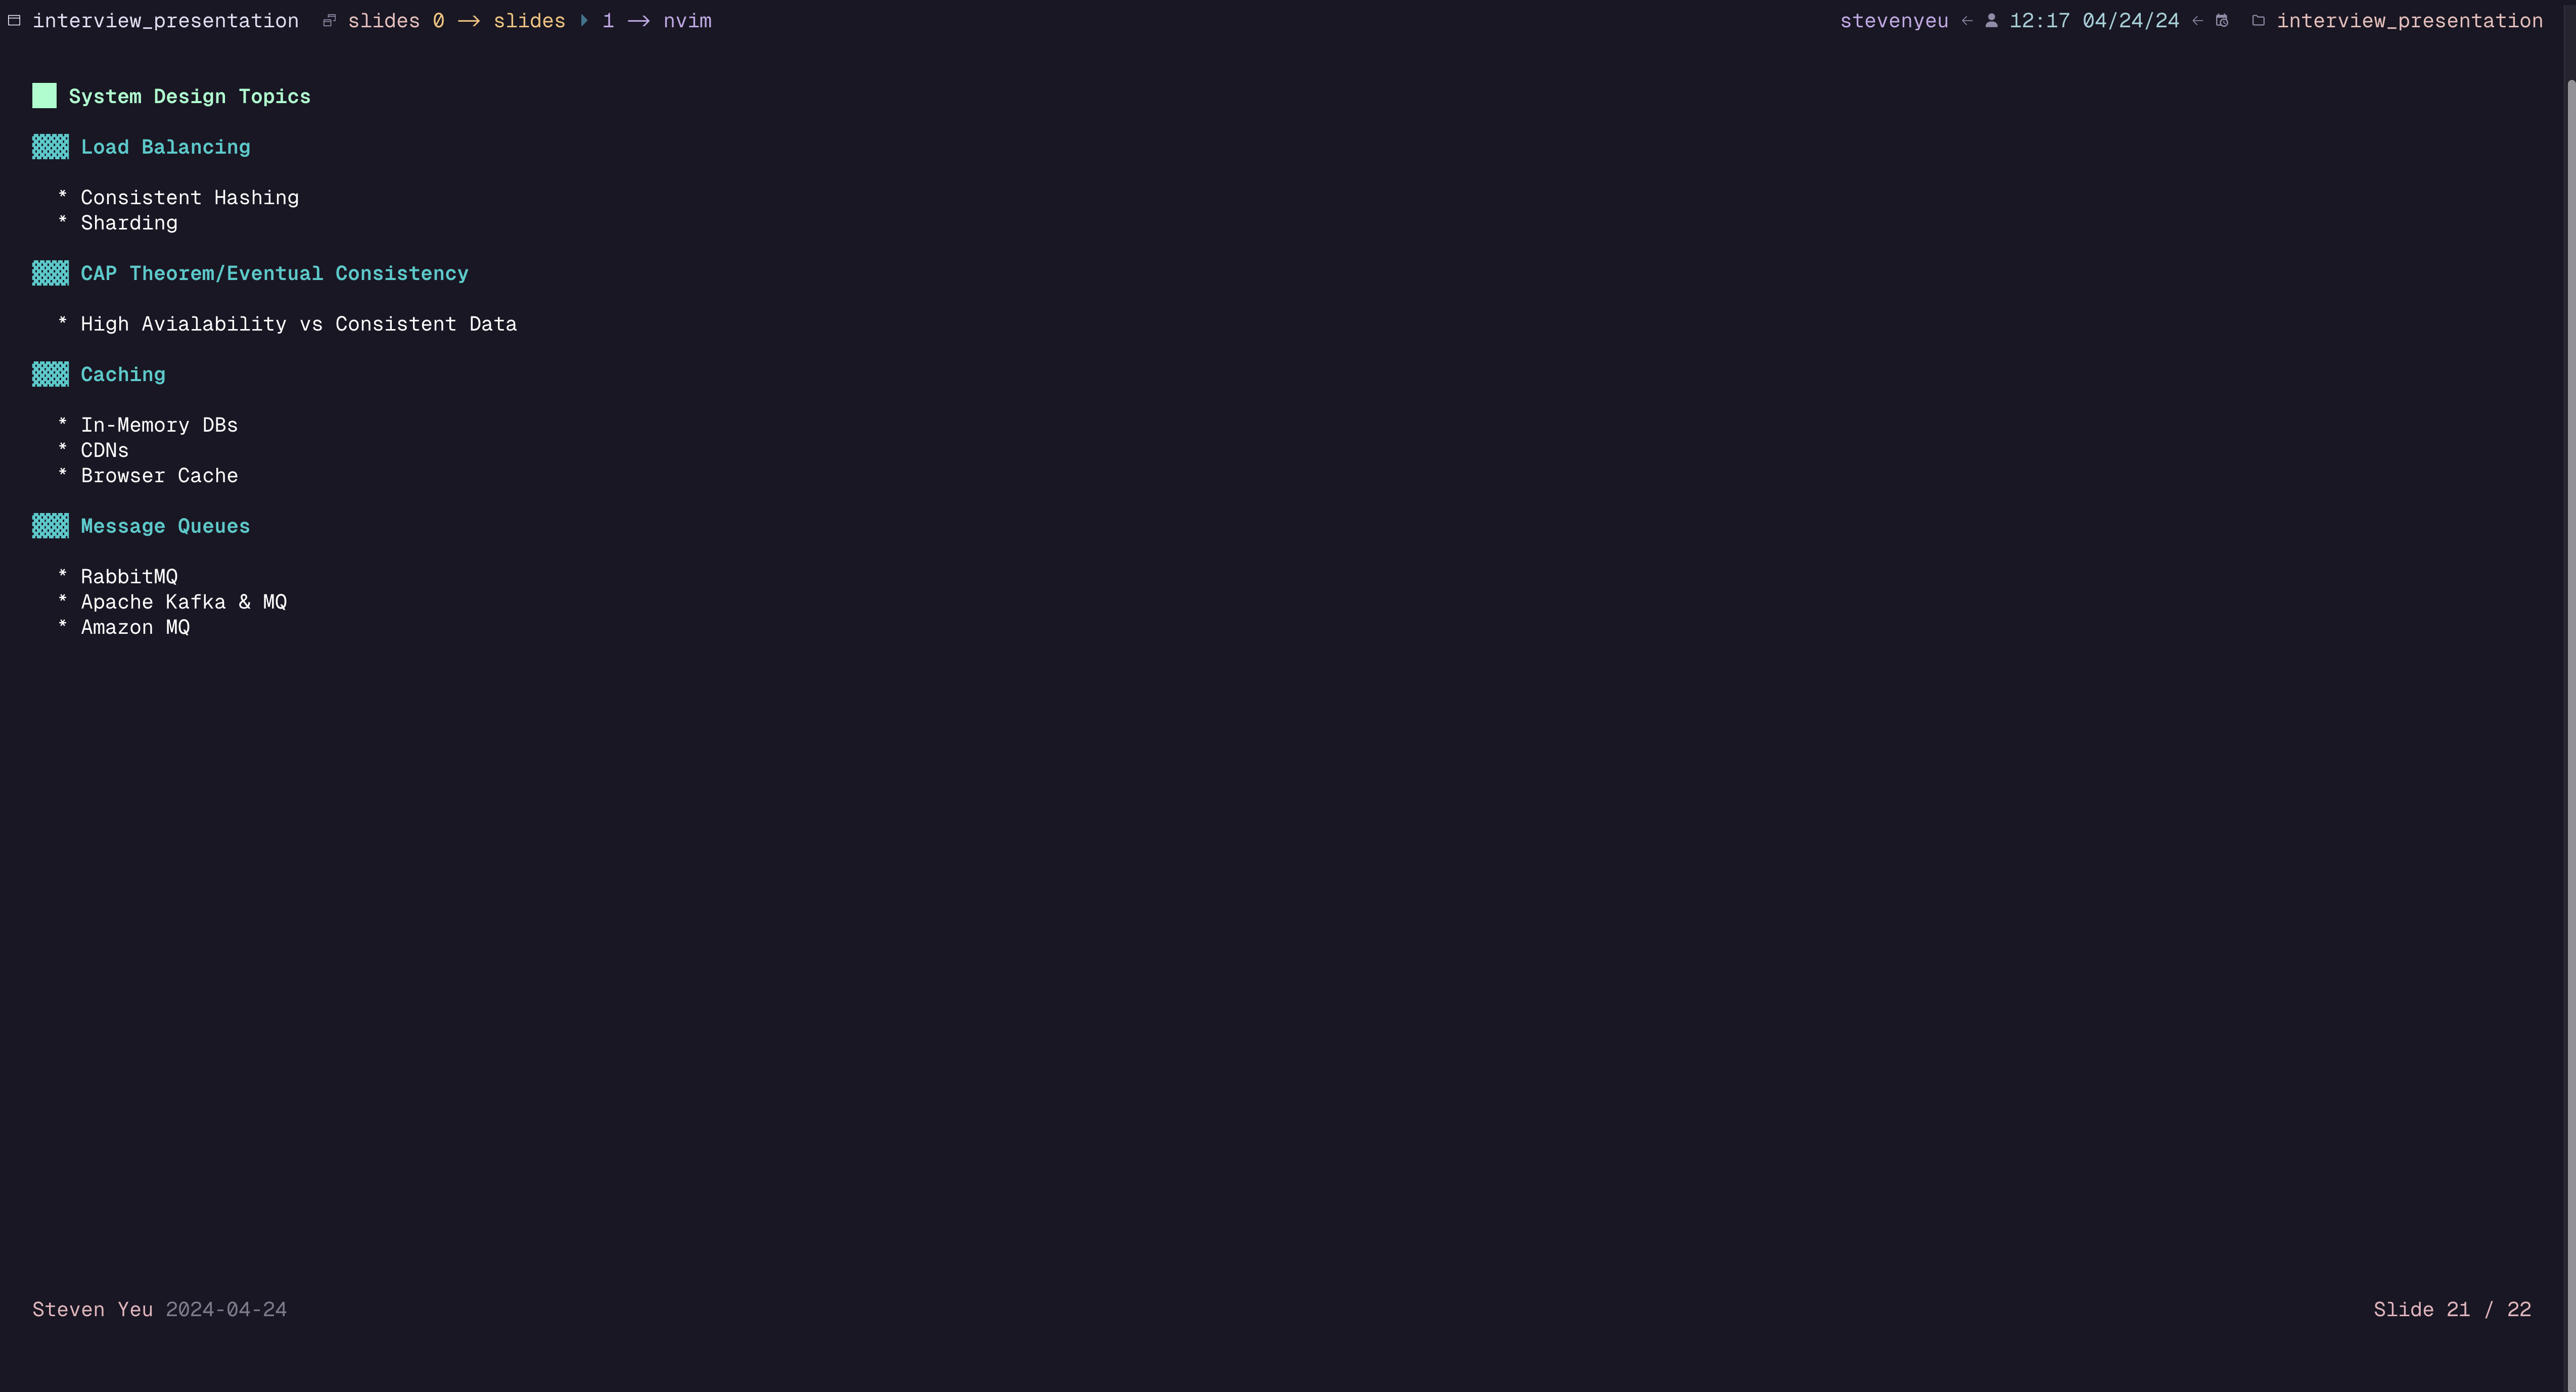 interview_presentation slides 0 → slides 1 → nvim stevenyeu ← 12:17 04/24/24 ← interview_presentation
System Design Topics
Load Balancing
* Consistent Hashing
* Sharding
CAP Theorem/Eventual Consistency
* High Avialability vs Consistent Data
Caching
* In-Memory DBs
* CDNs
* Browser Cache
Message Queues
* RabbitMQ
* Apache Kafka & MQ
* Amazon MQ
Steven Yeu 2024-04-24 Slide 21 / 22